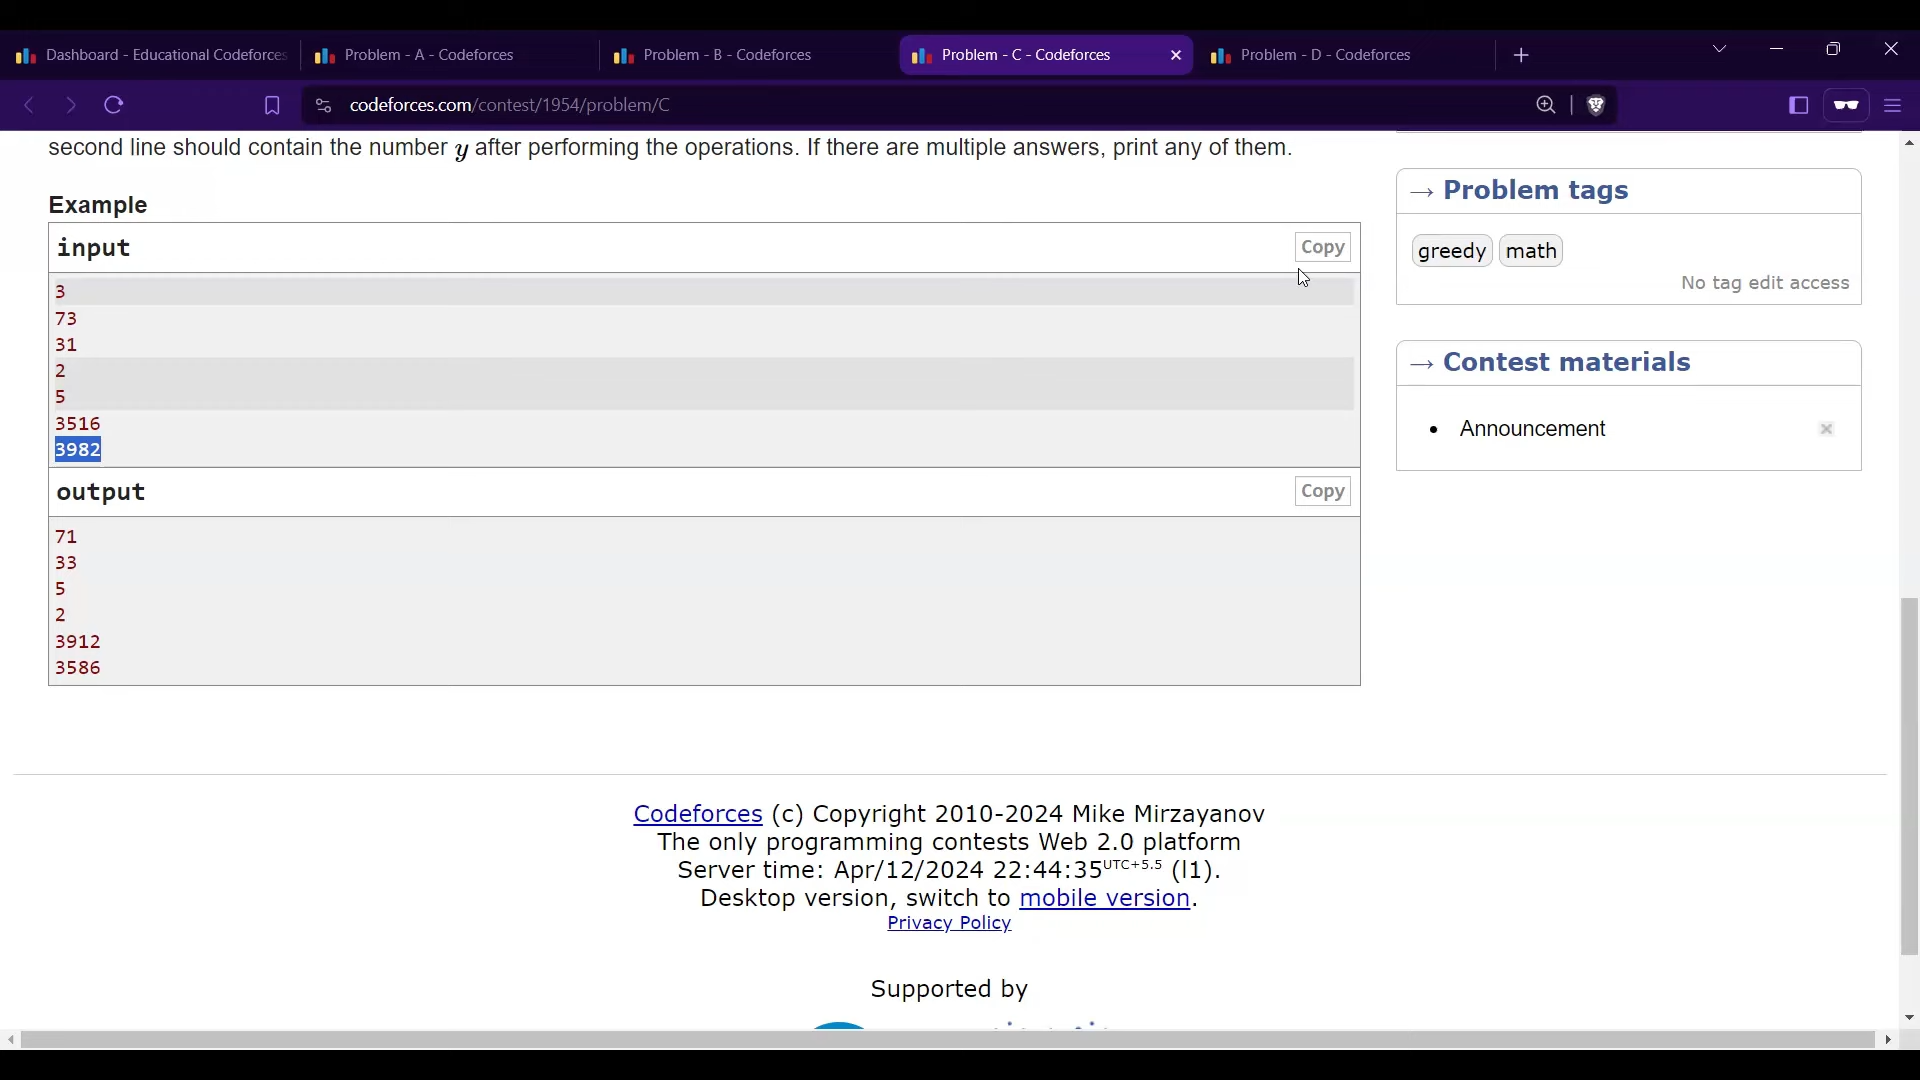 Dashboard - Educational Codeforces
Problem - A - Codeforces
Problem - B - Codeforces
Problem - C - Codeforces
Problem - D - Codeforces
codeforces.com/contest/1954/problem/C
second line should contain the number y after performing the operations. If there are multiple answers, print any of them.
Example
input
Copy
3
73
31
2
5
3516
3982
output
Copy
71
33
5
2
3912
3586
→ Problem tags
greedy math
No tag edit access
→ Contest materials
• Announcement
Codeforces (c) Copyright 2010-2024 Mike Mirzayanov
The only programming contests Web 2.0 platform
Server time: Apr/12/2024 22:44:35UTC+5.5 (l1).
Desktop version, switch to mobile version.
Privacy Policy
Supported by